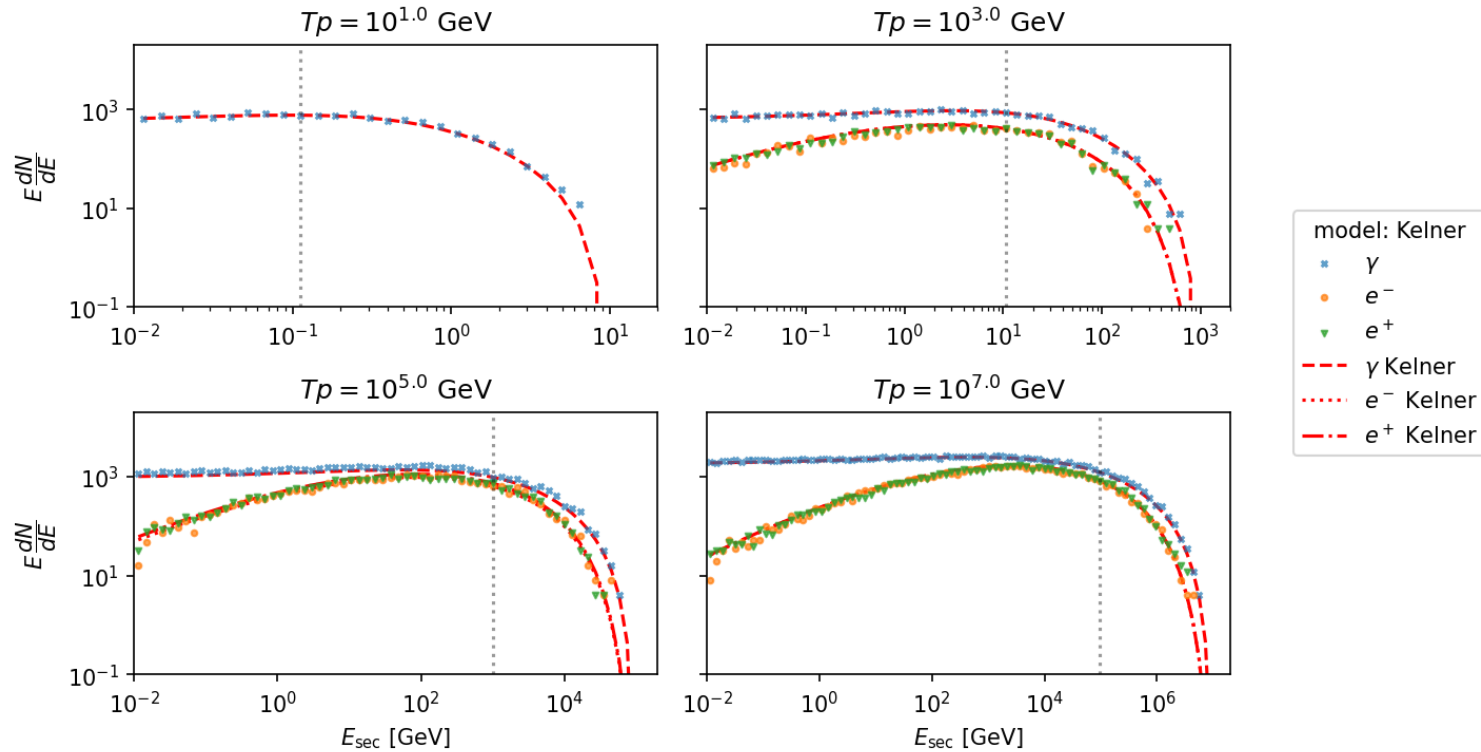 Tp = 10^{1.0} GeV
Tp = 10^{3.0} GeV
10^3
10^1
10^{-1}
E dN/dE
10^{-2}
10^{-1}
10^0
10^1
10^{-2}
10^{-1}
10^0
10^1
10^2
10^3
model: Kelner
γ
e^−
e^+
γ Kelner
e^− Kelner
e^+ Kelner
Tp = 10^{5.0} GeV
Tp = 10^{7.0} GeV
10^3
10^1
10^{-1}
E dN/dE
10^{-2}
10^0
10^2
10^4
10^{-2}
10^0
10^2
10^4
10^6
E_{sec} [GeV]
E_{sec} [GeV]